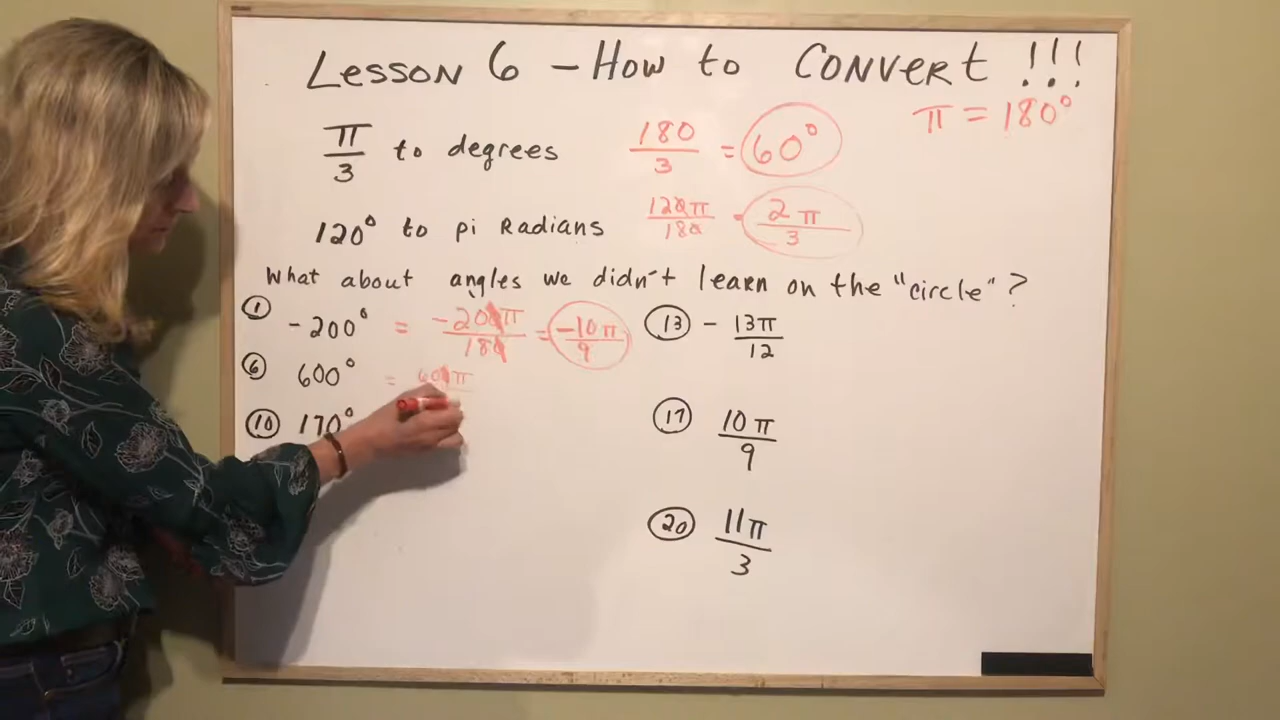 Lesson 6 – How to Convert !!!
π = 180°
π/3 to degrees 180/3 = 60°
120° to pi Radians 120π/180 = 2π/3
What about angles we didn't learn on the "circle"?
① -200° = -200π/180 = -10π/9
⑥ 600° = 600π
⑩ 170°
⑬ - 13π/12
⑰ 10π/9
⑳ 11π/3